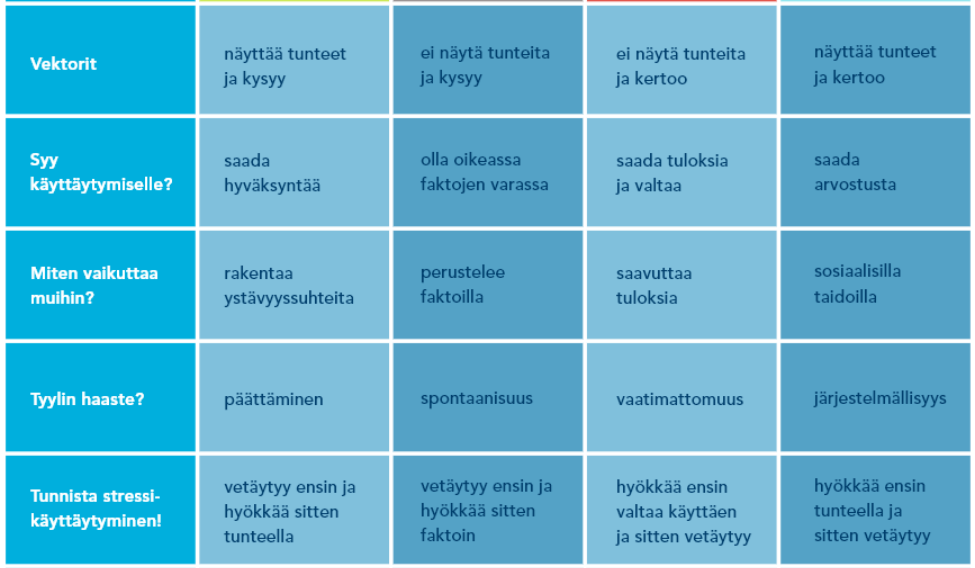 Vektorit
näyttää tunteet
ja kysyy
ei näytä tunteita
ja kysyy
ei näytä tunteita
ja kertoo
näyttää tunteet
ja kertoo
Syy
käyttäytymiselle?
saada
hyväksyntää
olla oikeassa
faktojen varassa
saada tuloksia
ja valtaa
saada
arvostusta
Miten vaikuttaa
muihin?
rakentaa
ystävyyssuhteita
perustelee
faktoilla
saavuttaa
tuloksia
sosiaalisilla
taidoilla
Tyylin haaste?
päättäminen
spontaanisuus
vaatimattomuus
järjestelmällisyys
Tunnista stressi-
käyttäytyminen!
vetäytyy ensin ja
hyökkää sitten
tunteella
vetäytyy ensin ja
hyökkää sitten
faktoin
hyökkää ensin
valtaa käyttäen
ja sitten vetäytyy
hyökkää ensin
tunteella ja
sitten vetäytyy